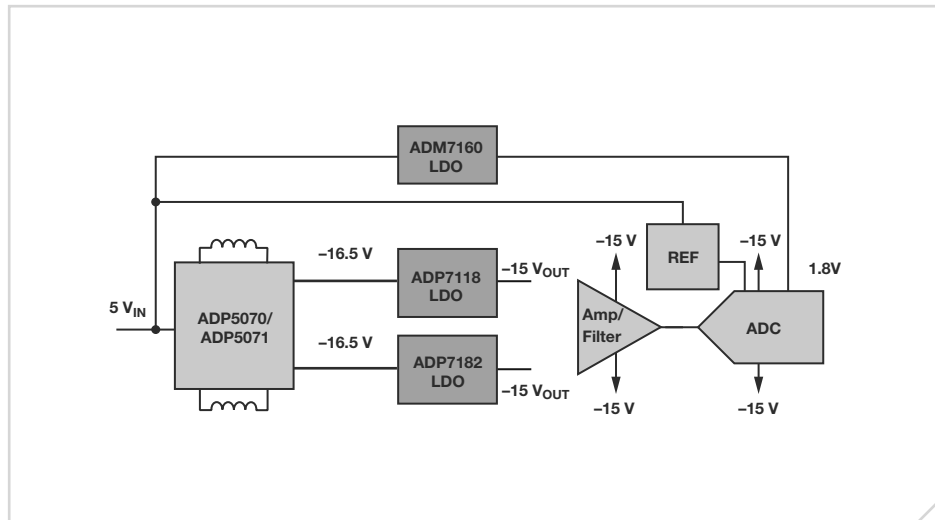 ADM7160
LDO
–16.5 V
–15 V
–15 V
REF
ADP7118
LDO
–15 VOUT
1.8V
5 VIN
ADP5070/
ADP5071
Amp/
Filter
ADC
–16.5 V
ADP7182
LDO
–15 VOUT
–15 V
–15 V